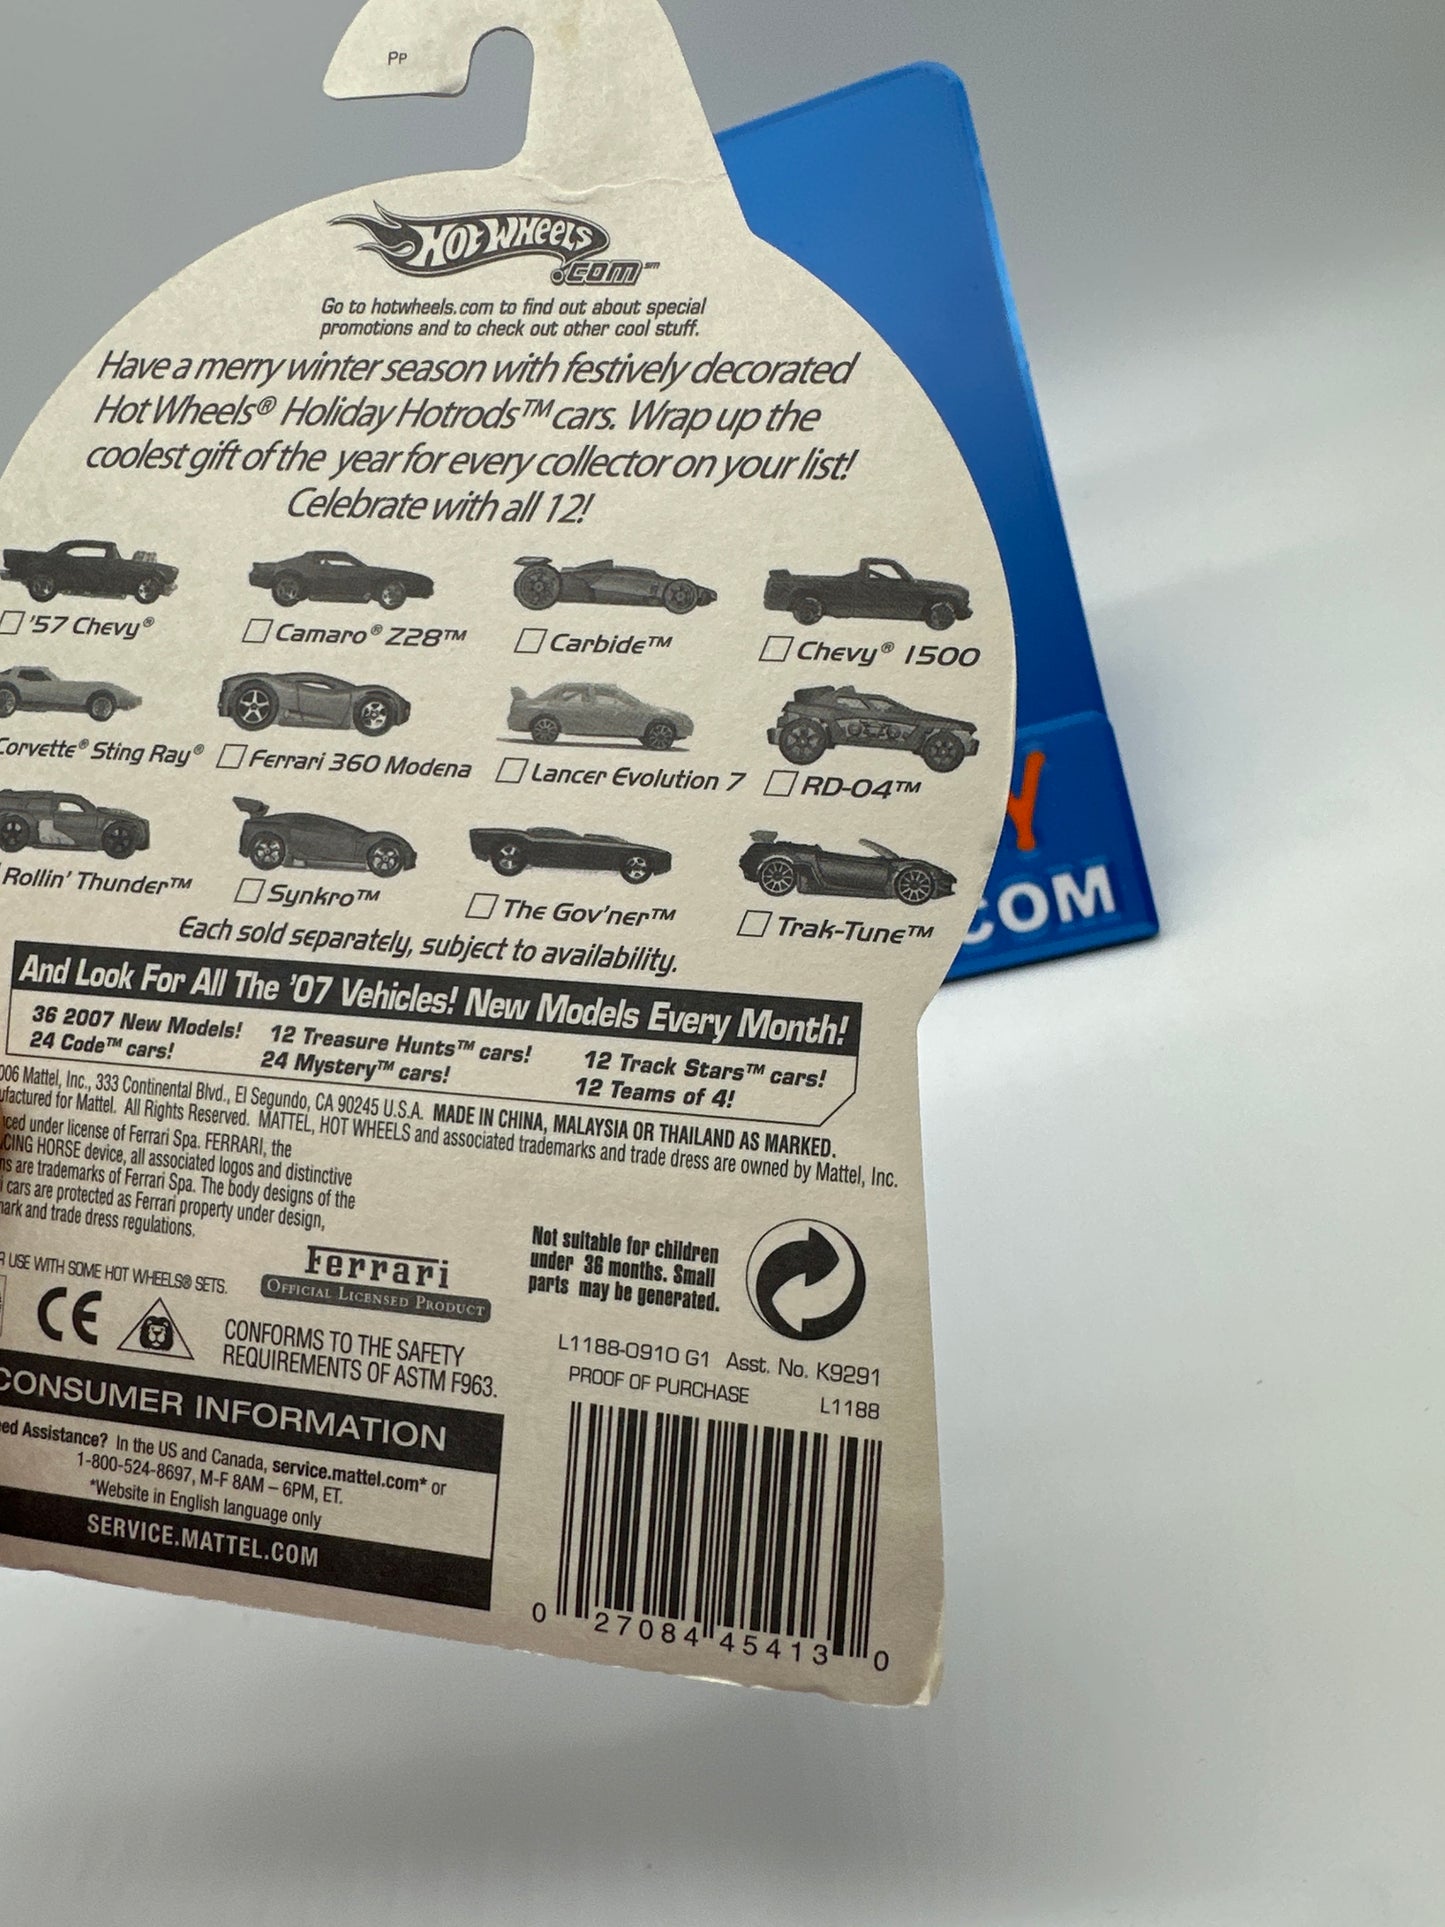 PP
Hot Wheels
.com℠
Go to hotwheels.com to find out about special
promotions and to check out other cool stuff.
Have a merry winter season with festively decorated
Hot Wheels® Holiday Hotrods™ cars. Wrap up the
coolest gift of the year for every collector on your list!
Celebrate with all 12!
'57 Chevy®
Camaro® Z28™
Carbide™
Chevy® 1500
Corvette® Sting Ray®
Ferrari 360 Modena
Lancer Evolution 7
RD-04™
Rollin' Thunder™
Synkro™
The Gov'ner™
Trak-Tune™
Each sold separately, subject to availability.
And Look For All The '07 Vehicles! New Models Every Month!
36 2007 New Models!
24 Code™ cars!
12 Treasure Hunts™ cars!
24 Mystery™ cars!
12 Track Stars™ cars!
12 Teams of 4!
006 Mattel, Inc., 333 Continental Blvd., El Segundo, CA 90245 U.S.A. MADE IN CHINA, MALAYSIA OR THAILAND AS MARKED.
ufactured for Mattel. All Rights Reserved. MATTEL, HOT WHEELS and associated trademarks and trade dress are owned by Mattel, Inc.
ced under license of Ferrari Spa. FERRARI, the
CING HORSE device, all associated logos and distinctive
ns are trademarks of Ferrari Spa. The body designs of the
i cars are protected as Ferrari property under design,
mark and trade dress regulations.
R USE WITH SOME HOT WHEELS® SETS.
Ferrari
OFFICIAL LICENSED PRODUCT
Not suitable for children
under 36 months. Small
parts may be generated.
CE
CONFORMS TO THE SAFETY
REQUIREMENTS OF ASTM F963.
L1188-0910 G1 Asst. No. K9291
PROOF OF PURCHASE L1188
CONSUMER INFORMATION
ed Assistance? In the US and Canada, service.mattel.com* or
1-800-524-8697, M-F 8AM – 6PM, ET.
*Website in English language only
SERVICE.MATTEL.COM
0 27084 45413 0
Y
COM